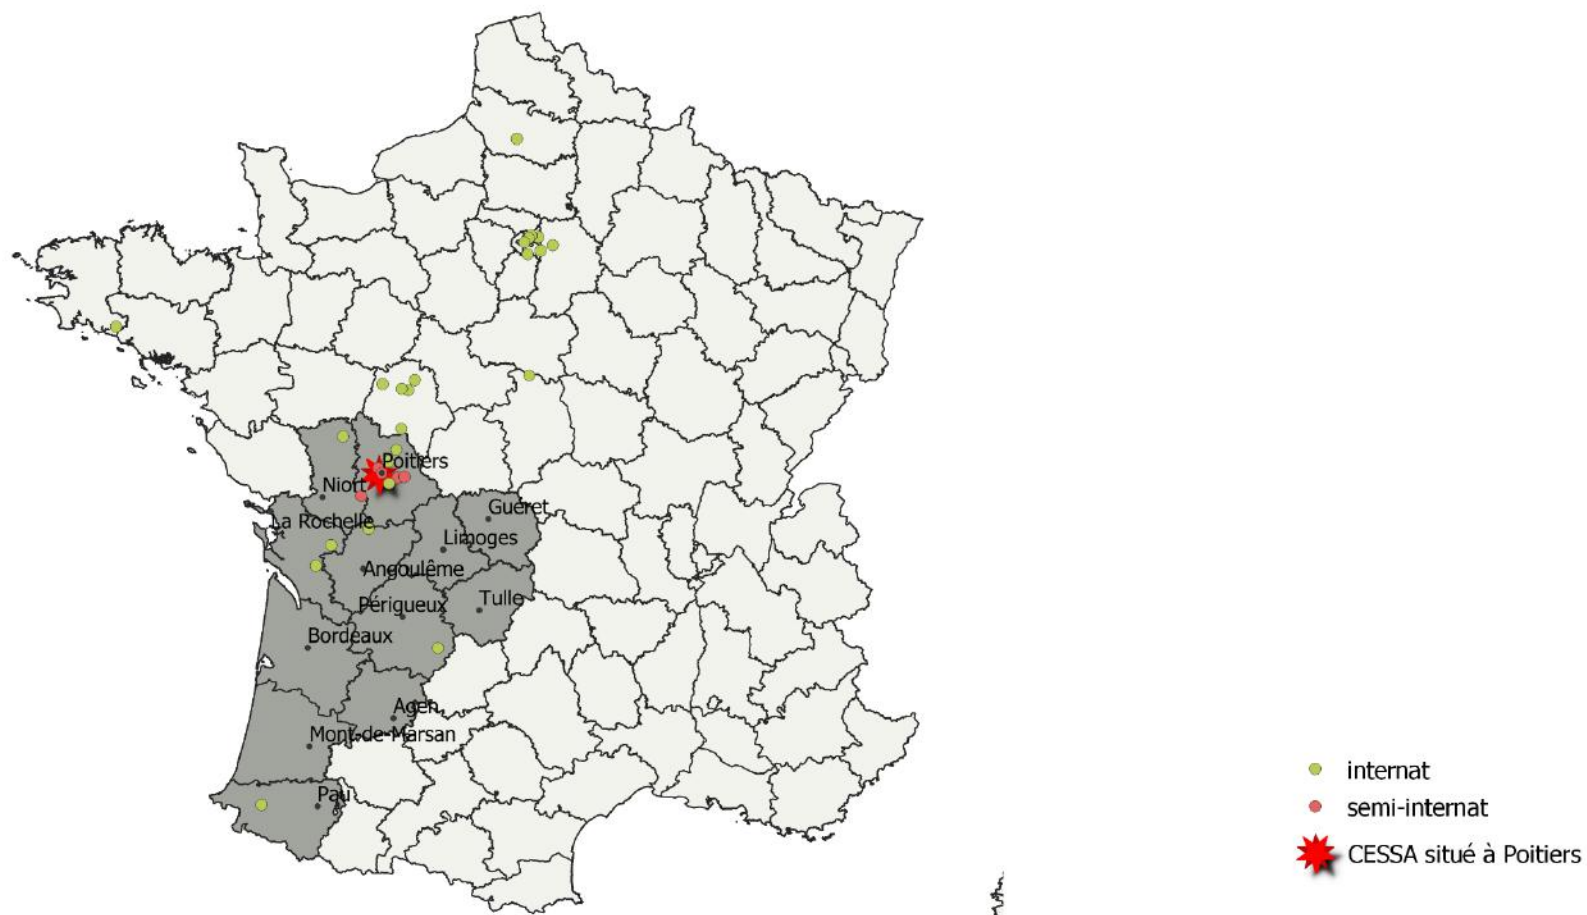 Poitiers
Niort
Guéret
La Rochelle
Limoges
Angoulême
Tulle
Périgueux
Bordeaux
Agen
Mont-de-Marsan
Pau
internat
semi-internat
CESSA situé à Poitiers